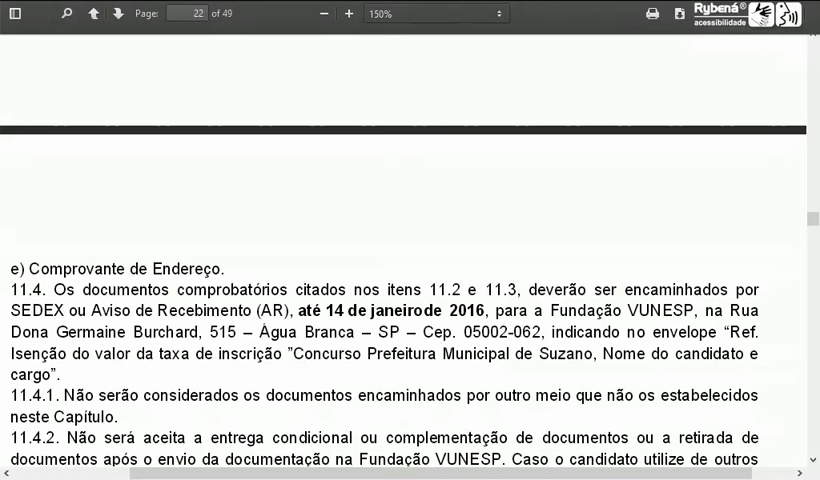 Page: 22 of 49 150% Rybená®
acessibilidade
e) Comprovante de Endereço.
11.4. Os documentos comprobatórios citados nos itens 11.2 e 11.3, deverão ser encaminhados por
SEDEX ou Aviso de Recebimento (AR), até 14 de janeirode 2016, para a Fundação VUNESP, na Rua
Dona Germaine Burchard, 515 – Água Branca – SP – Cep. 05002-062, indicando no envelope “Ref.
Isenção do valor da taxa de inscrição ”Concurso Prefeitura Municipal de Suzano, Nome do candidato e
cargo”.
11.4.1. Não serão considerados os documentos encaminhados por outro meio que não os estabelecidos
neste Capítulo.
11.4.2. Não será aceita a entrega condicional ou complementação de documentos ou a retirada de
documentos após o envio da documentação na Fundação VUNESP. Caso o candidato utilize de outros